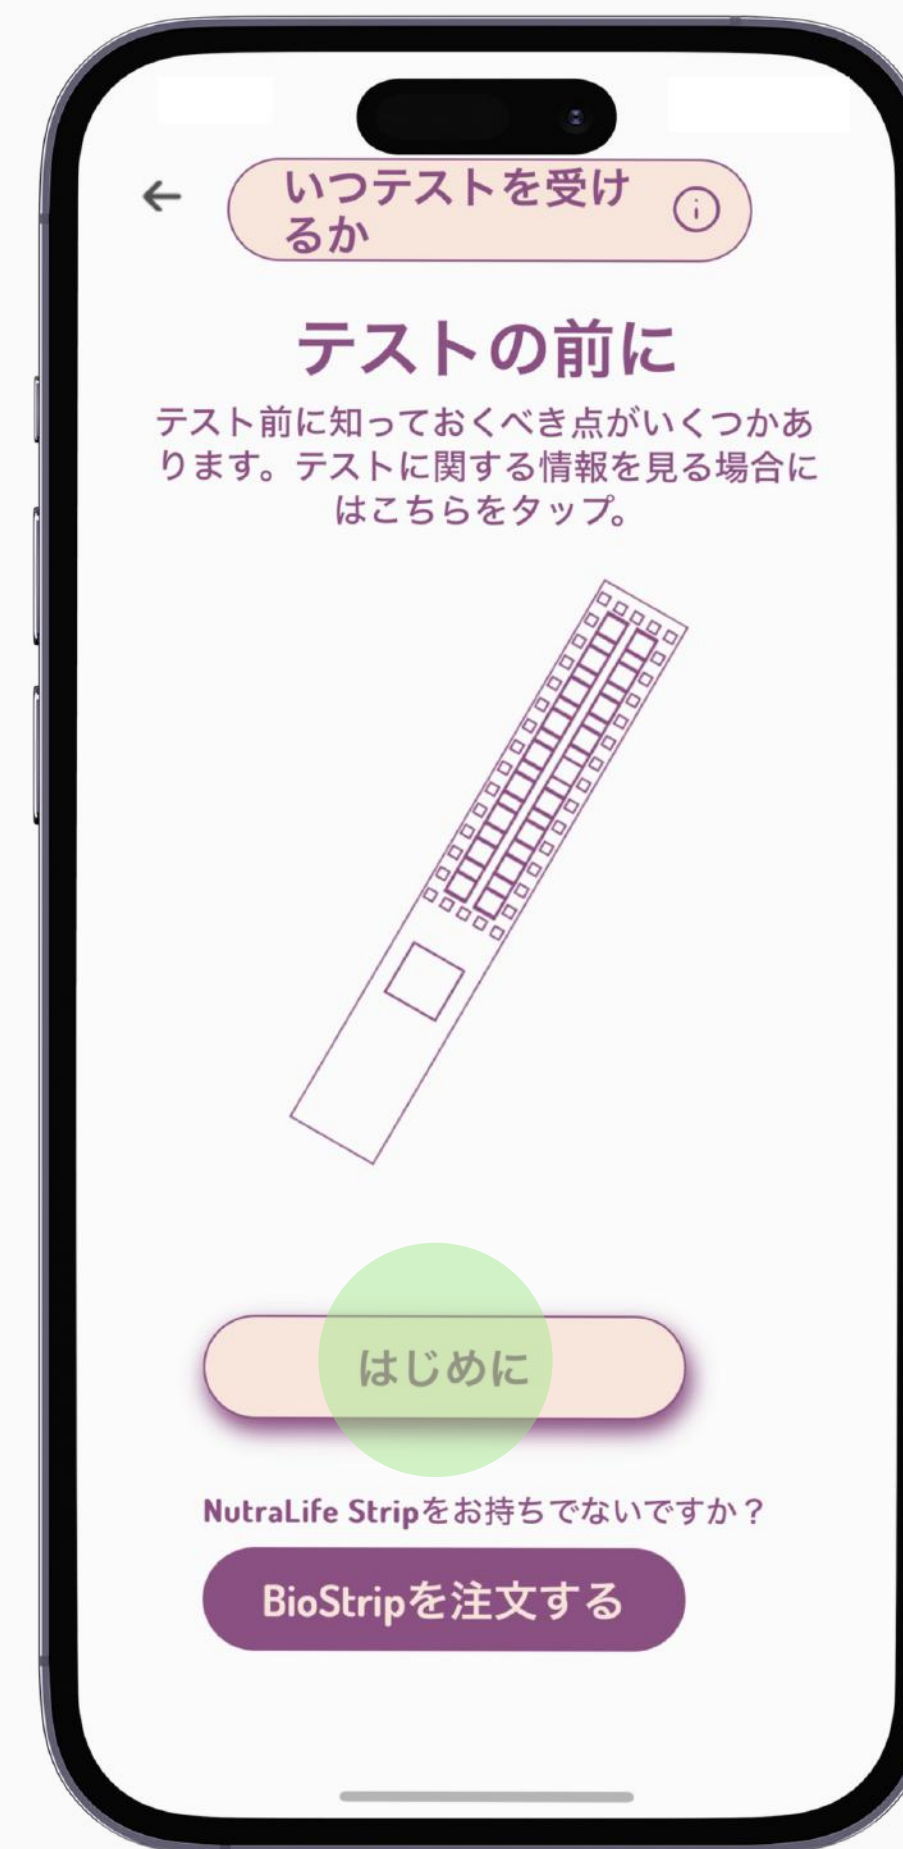 いつテストを受け
るか
テストの前に
テスト前に知っておくべき点がいくつかあ
ります。テストに関する情報を見る場合に
はこちらをタップ。
はじめに
NutraLife Stripをお持ちでないですか？
BioStripを注文する